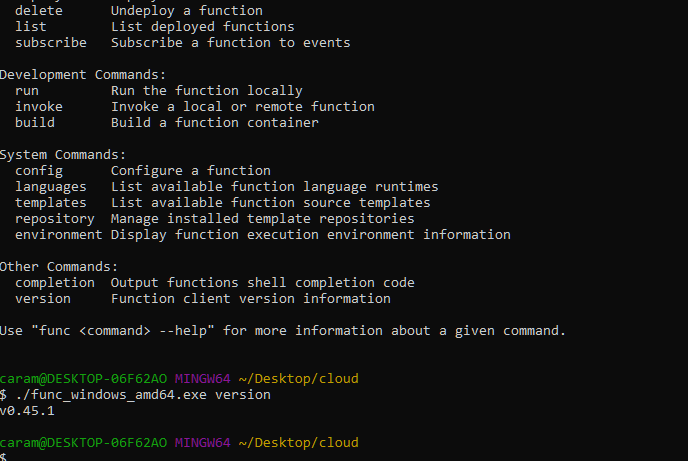 delete      Undeploy a function
list        List deployed functions
subscribe   Subscribe a function to events
Development Commands:
run         Run the function locally
invoke      Invoke a local or remote function
build       Build a function container
System Commands:
config      Configure a function
languages   List available function language runtimes
templates   List available function source templates
repository  Manage installed template repositories
environment Display function execution environment information
Other Commands:
completion  Output functions shell completion code
version     Function client version information
Use "func <command> --help" for more information about a given command.
caram@DESKTOP-06F62AO MINGW64 ~/Desktop/cloud
$ ./func_windows_amd64.exe version
v0.45.1
caram@DESKTOP-06F62AO MINGW64 ~/Desktop/cloud
$